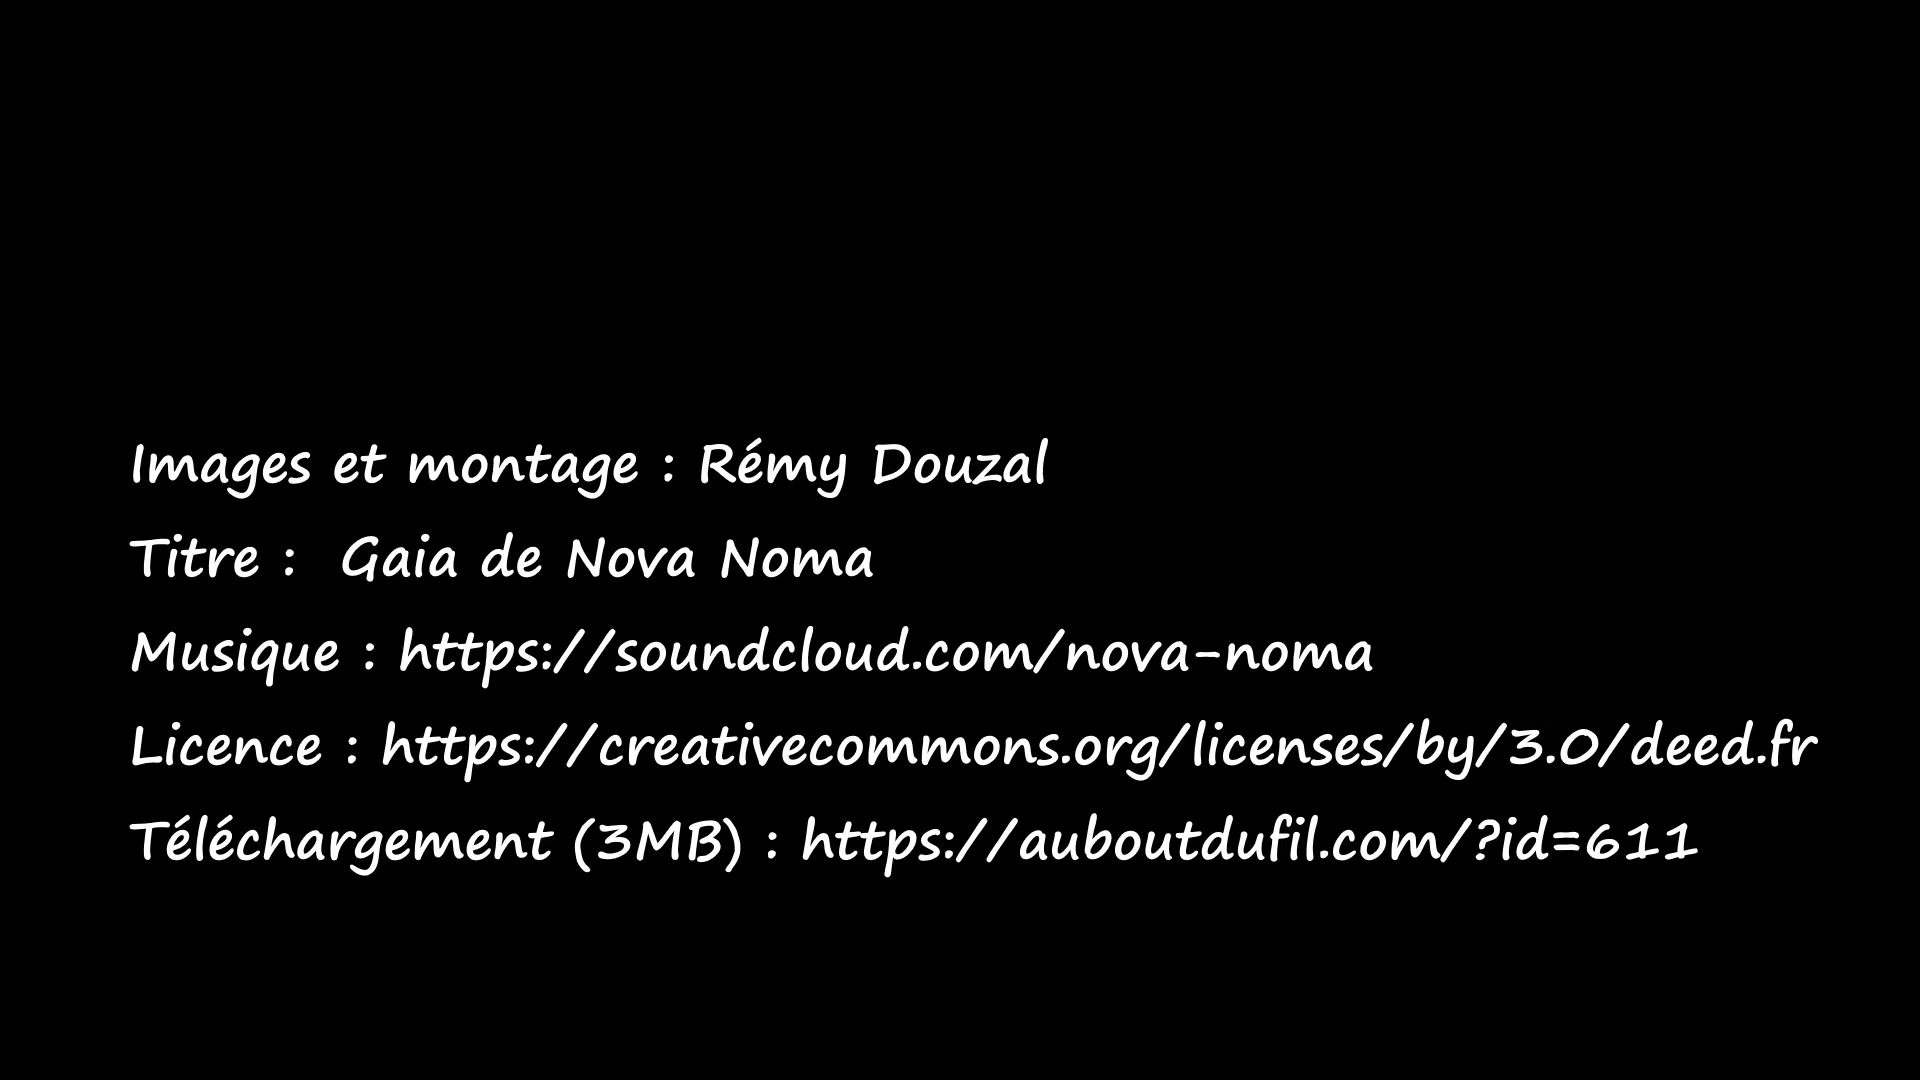 Images et montage : Rémy Douzal
Titre :  Gaia de Nova Noma
Musique : https://soundcloud.com/nova-noma
Licence : https://creativecommons.org/licenses/by/3.0/deed.fr
Téléchargement (3MB) : https://auboutdufil.com/?id=611